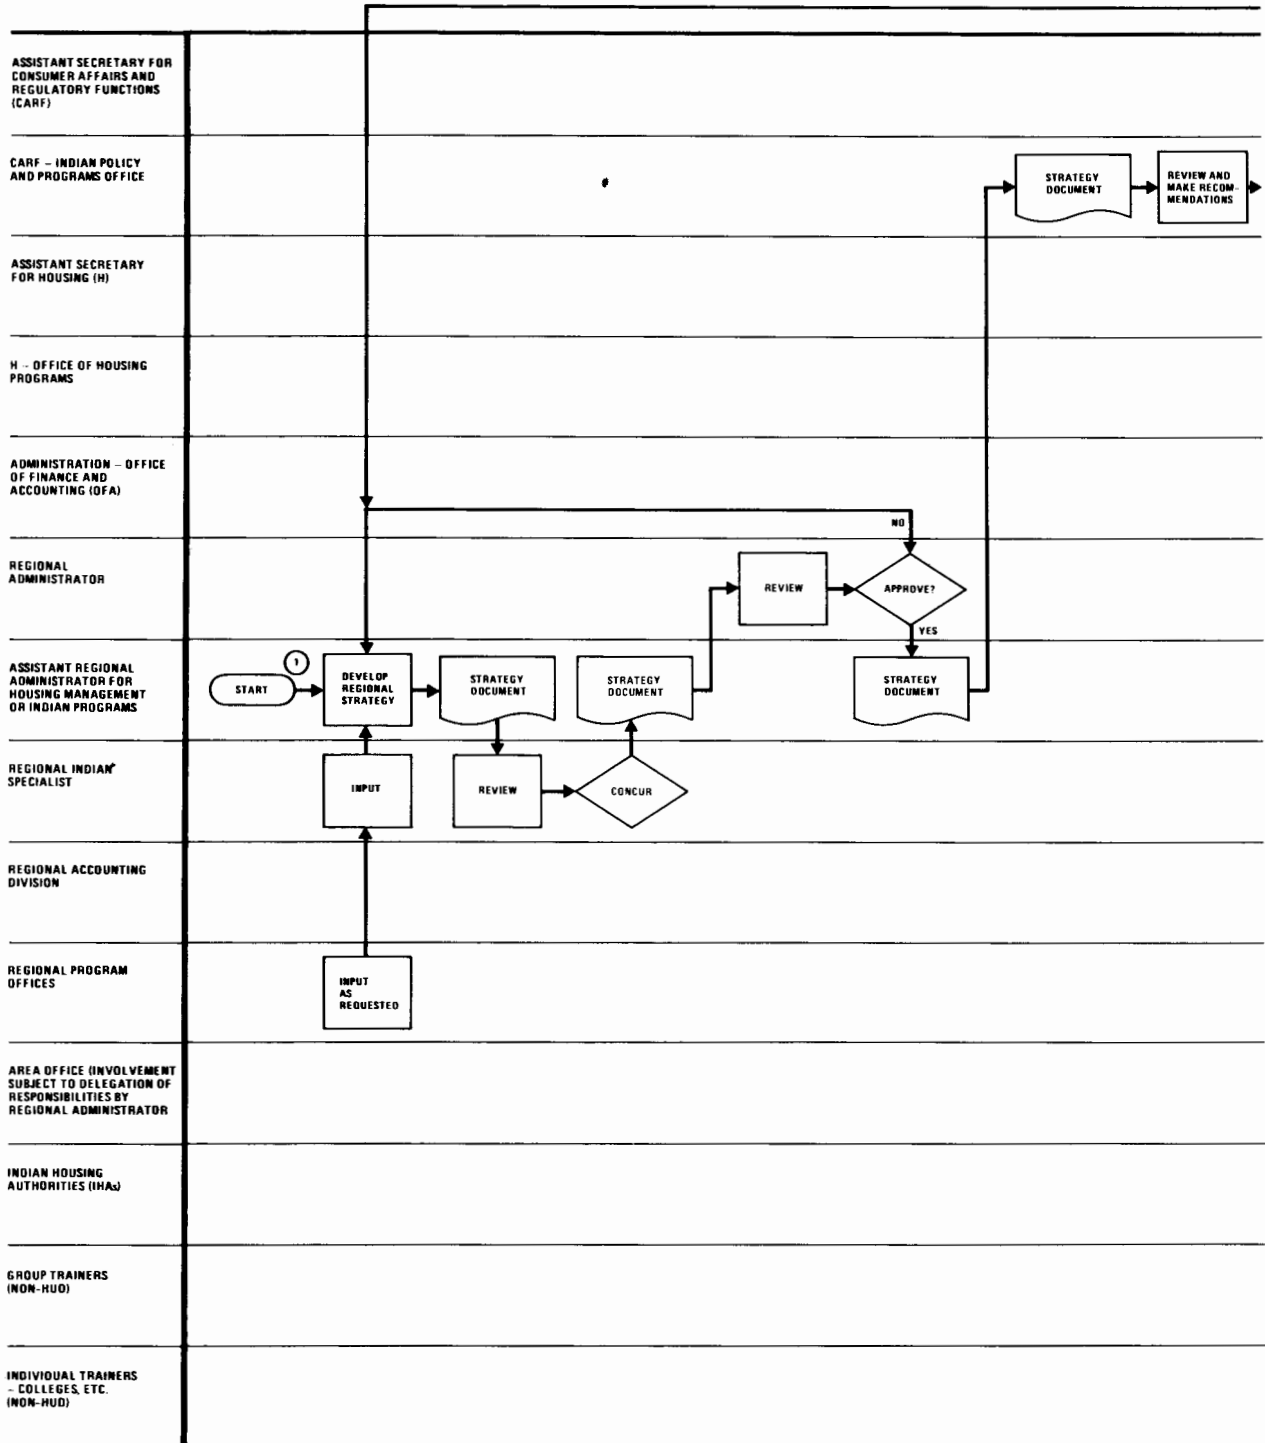 ASSISTANT SECRETARY FOR
CONSUMER AFFAIRS AND
REGULATORY FUNCTIONS
(CARF)
CARF – INDIAN POLICY
AND PROGRAMS OFFICE
STRATEGY
DOCUMENT
REVIEW AND
MAKE RECOM-
MENDATIONS
ASSISTANT SECRETARY
FOR HOUSING (H)
H – OFFICE OF HOUSING
PROGRAMS
ADMINISTRATION – OFFICE
OF FINANCE AND
ACCOUNTING (OFA)
NO
REGIONAL
ADMINISTRATOR
REVIEW
APPROVE?
YES
ASSISTANT REGIONAL
ADMINISTRATOR FOR
HOUSING MANAGEMENT
OR INDIAN PROGRAMS
START
1
DEVELOP
REGIONAL
STRATEGY
STRATEGY
DOCUMENT
STRATEGY
DOCUMENT
STRATEGY
DOCUMENT
REGIONAL INDIAN
SPECIALIST
INPUT
REVIEW
CONCUR
REGIONAL ACCOUNTING
DIVISION
REGIONAL PROGRAM
OFFICES
INPUT
AS
REQUESTED
AREA OFFICE (INVOLVEMENT
SUBJECT TO DELEGATION OF
RESPONSIBILITIES BY
REGIONAL ADMINISTRATOR
INDIAN HOUSING
AUTHORITIES (IHAs)
GROUP TRAINERS
(NON-HUD)
INDIVIDUAL TRAINERS
– COLLEGES, ETC.
(NON-HUD)